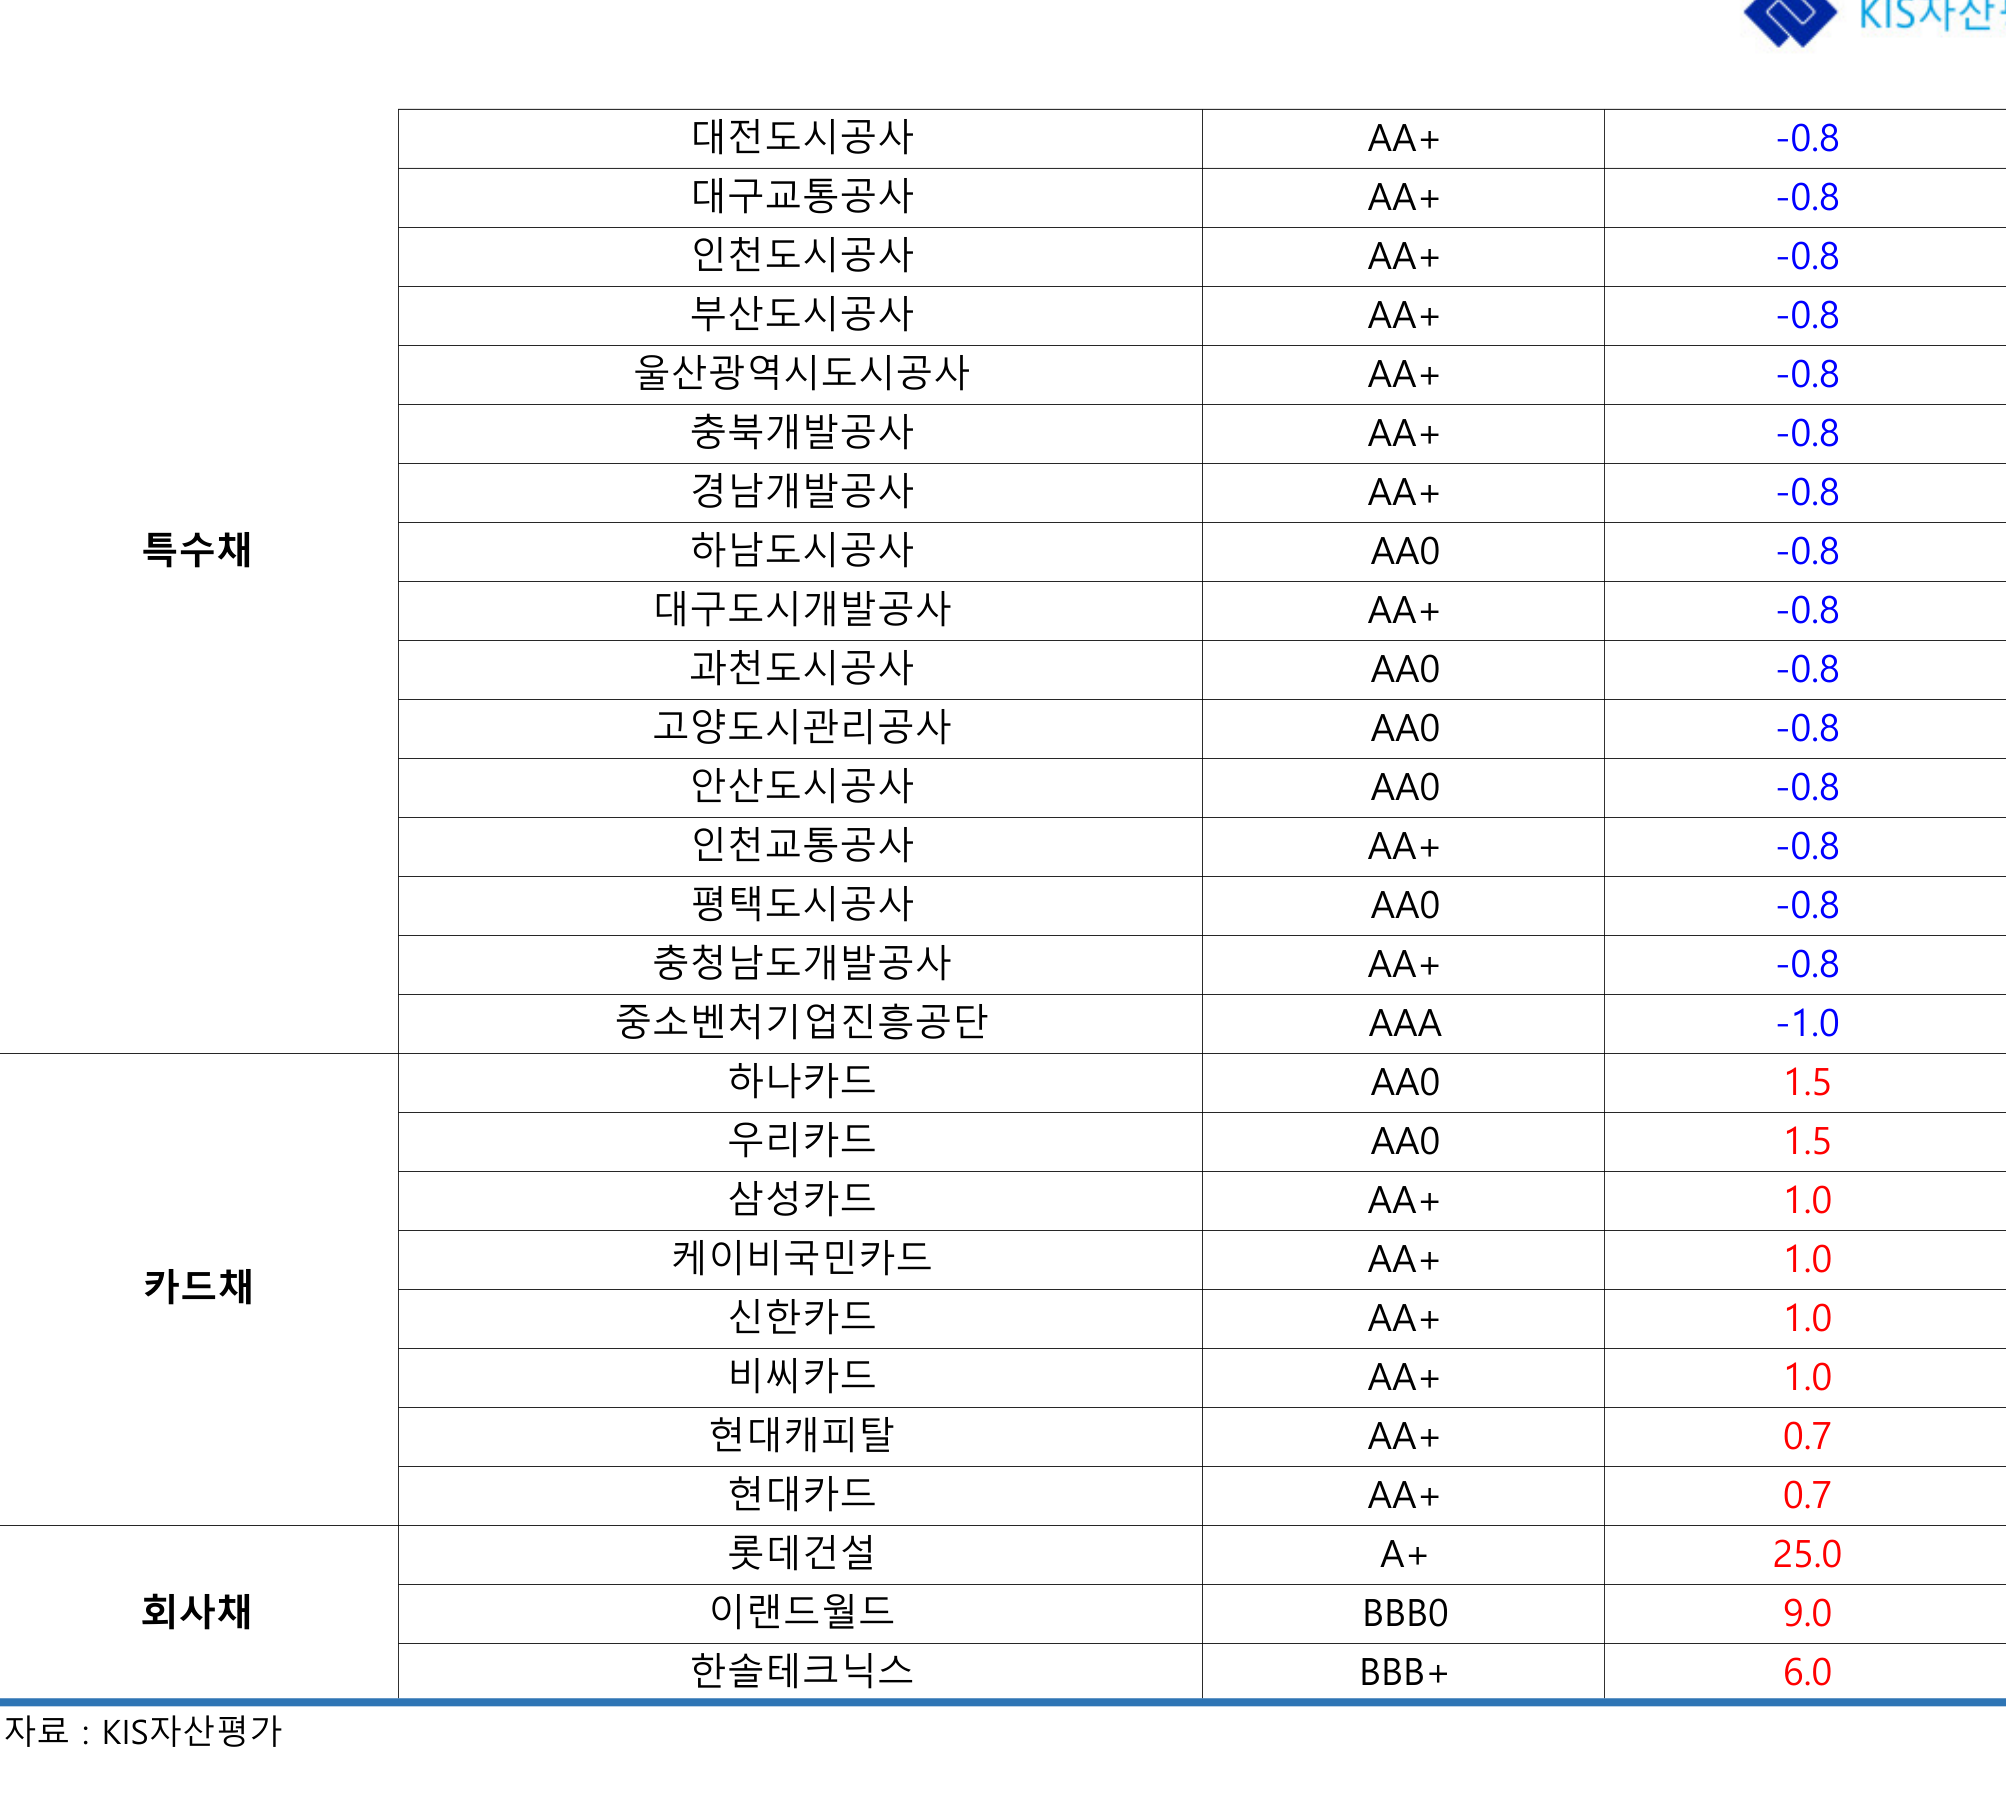 KIS자산
대전도시공사 AA+ -0.8
대구교통공사 AA+ -0.8
인천도시공사 AA+ -0.8
부산도시공사 AA+ -0.8
울산광역시도시공사 AA+ -0.8
충북개발공사 AA+ -0.8
경남개발공사 AA+ -0.8
특수채 하남도시공사 AA0 -0.8
대구도시개발공사 AA+ -0.8
과천도시공사 AA0 -0.8
고양도시관리공사 AA0 -0.8
안산도시공사 AA0 -0.8
인천교통공사 AA+ -0.8
평택도시공사 AA0 -0.8
충청남도개발공사 AA+ -0.8
중소벤처기업진흥공단 AAA -1.0
하나카드 AA0 1.5
우리카드 AA0 1.5
삼성카드 AA+ 1.0
케이비국민카드 AA+ 1.0
카드채
신한카드 AA+ 1.0
비씨카드 AA+ 1.0
현대캐피탈 AA+ 0.7
현대카드 AA+ 0.7
롯데건설 A+ 25.0
회사채 이랜드월드 BBB0 9.0
한솔테크닉스 BBB+ 6.0
자료 : KIS자산평가